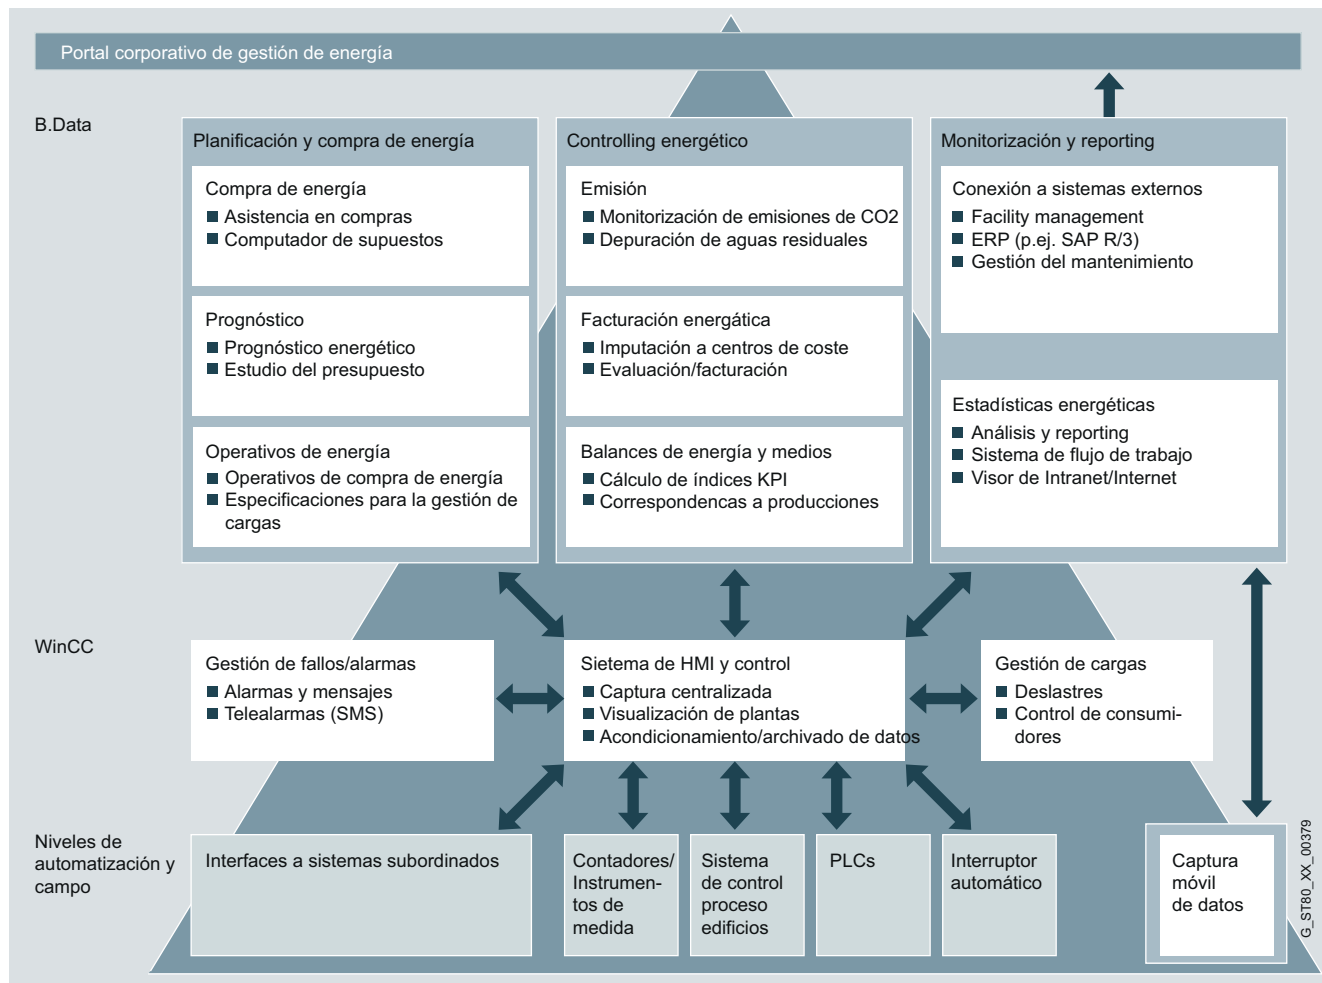 Portal corporativo de gestión de energía
B.Data
Planificación y compra de energía
Compra de energía
Asistencia en compras
Computador de supuestos
Prognóstico
Prognóstico energético
Estudio del presupuesto
Operativos de energía
Operativos de compra de energía
Especificaciones para la gestión de
cargas
Controlling energético
Emisión
Monitorización de emisiones de CO2
Depuración de aguas residuales
Facturación energática
Imputación a centros de coste
Evaluación/facturación
Balances de energía y medios
Cálculo de índices KPI
Correspondencas a producciones
Monitorización y reporting
Conexión a sistemas externos
Facility management
ERP (p.ej. SAP R/3)
Gestión del mantenimiento
Estadísticas energéticas
Análisis y reporting
Sistema de flujo de trabajo
Visor de Intranet/Internet
WinCC
Gestión de fallos/alarmas
Alarmas y mensajes
Telealarmas (SMS)
Sietema de HMI y control
Captura centralizada
Visualización de plantas
Acondicionamiento/archivado de datos
Gestión de cargas
Deslastres
Control de consumi-
dores
Niveles de
automatización y
campo
Interfaces a sistemas subordinados
Contadores/
Instrumen-
tos de
medida
Sistema
de control
proceso
edificios
PLCs
Interruptor
automático
Captura
móvil
de datos
G_ST80_XX_00379